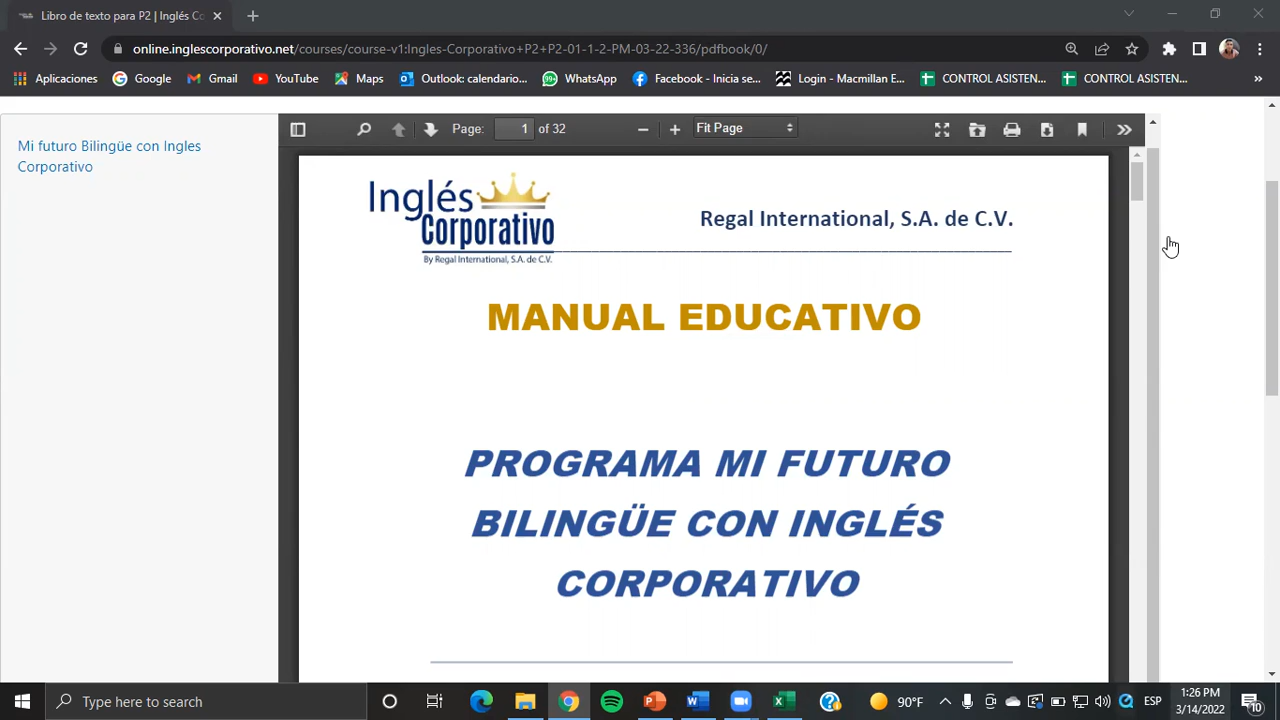 Libro de texto para P2 | Inglés Co
online.inglescorporativo.net/courses/course-v1:Ingles-Corporativo+P2+P2-01-1-2-PM-03-22-336/pdfbook/0/
Aplicaciones Google Gmail YouTube Maps Outlook: calendario... 99+ WhatsApp Facebook - Inicia se... Login - Macmillan E... CONTROL ASISTEN... CONTROL ASISTEN... »
Mi futuro Bilingüe con Ingles
Corporativo
Page: 1 of 32 Fit Page
Inglés
Corporativo
By Regal International, S.A. de C.V.
Regal International, S.A. de C.V.
MANUAL EDUCATIVO
PROGRAMA MI FUTURO
BILINGÜE CON INGLÉS
CORPORATIVO
Type here to search
90°F
ESP
1:26 PM
3/14/2022
10